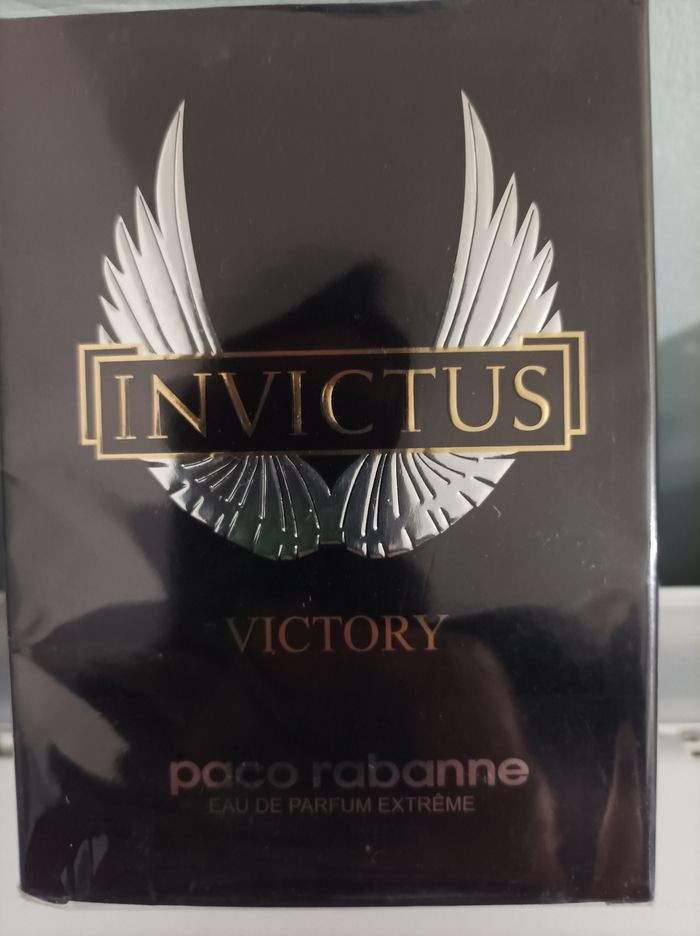 INVICTUS
VICTORY
paco rabanne
EAU DE PARFUM EXTRÊME